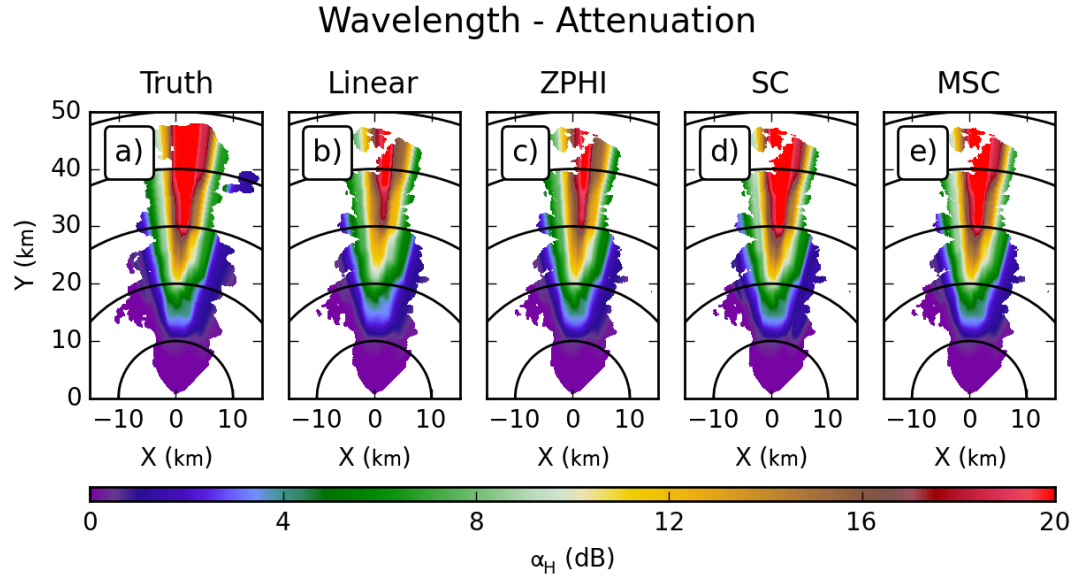 Wavelength - Attenuation
Truth Linear ZPHI SC MSC
50
a) b) c) d) e)
40
30
Y (km)
20
10
0
−10 0 10 −10 0 10 −10 0 10 −10 0 10 −10 0 10
X (km) X (km) X (km) X (km) X (km)
0 4 8 12 16 20
α_H (dB)